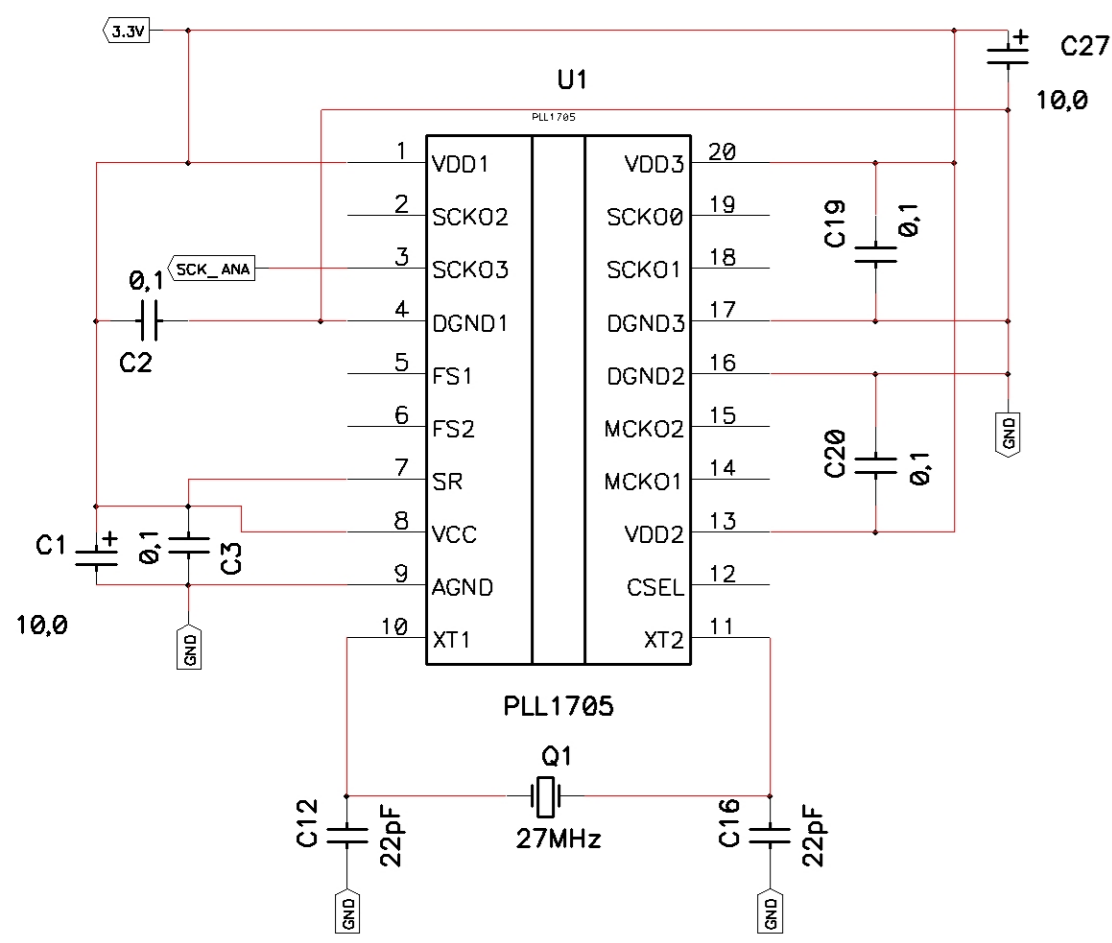 3.3V
C27
10,0
U1
PLL1705
1 VDD1 VDD3 20
2 SCKO2 SCKO0 19
3 SCKO3 SCKO1 18
4 DGND1 DGND3 17
5 FS1 DGND2 16
6 FS2 MCKO2 15
7 SR MCKO1 14
8 VCC VDD2 13
9 AGND CSEL 12
10 XT1 XT2 11
SCK_ANA
0,1
C2
C19
0,1
C20
0,1
GND
C1
10,0
0,1
C3
GND
PLL1705
Q1
27MHz
C12
22pF
GND
C16
22pF
GND